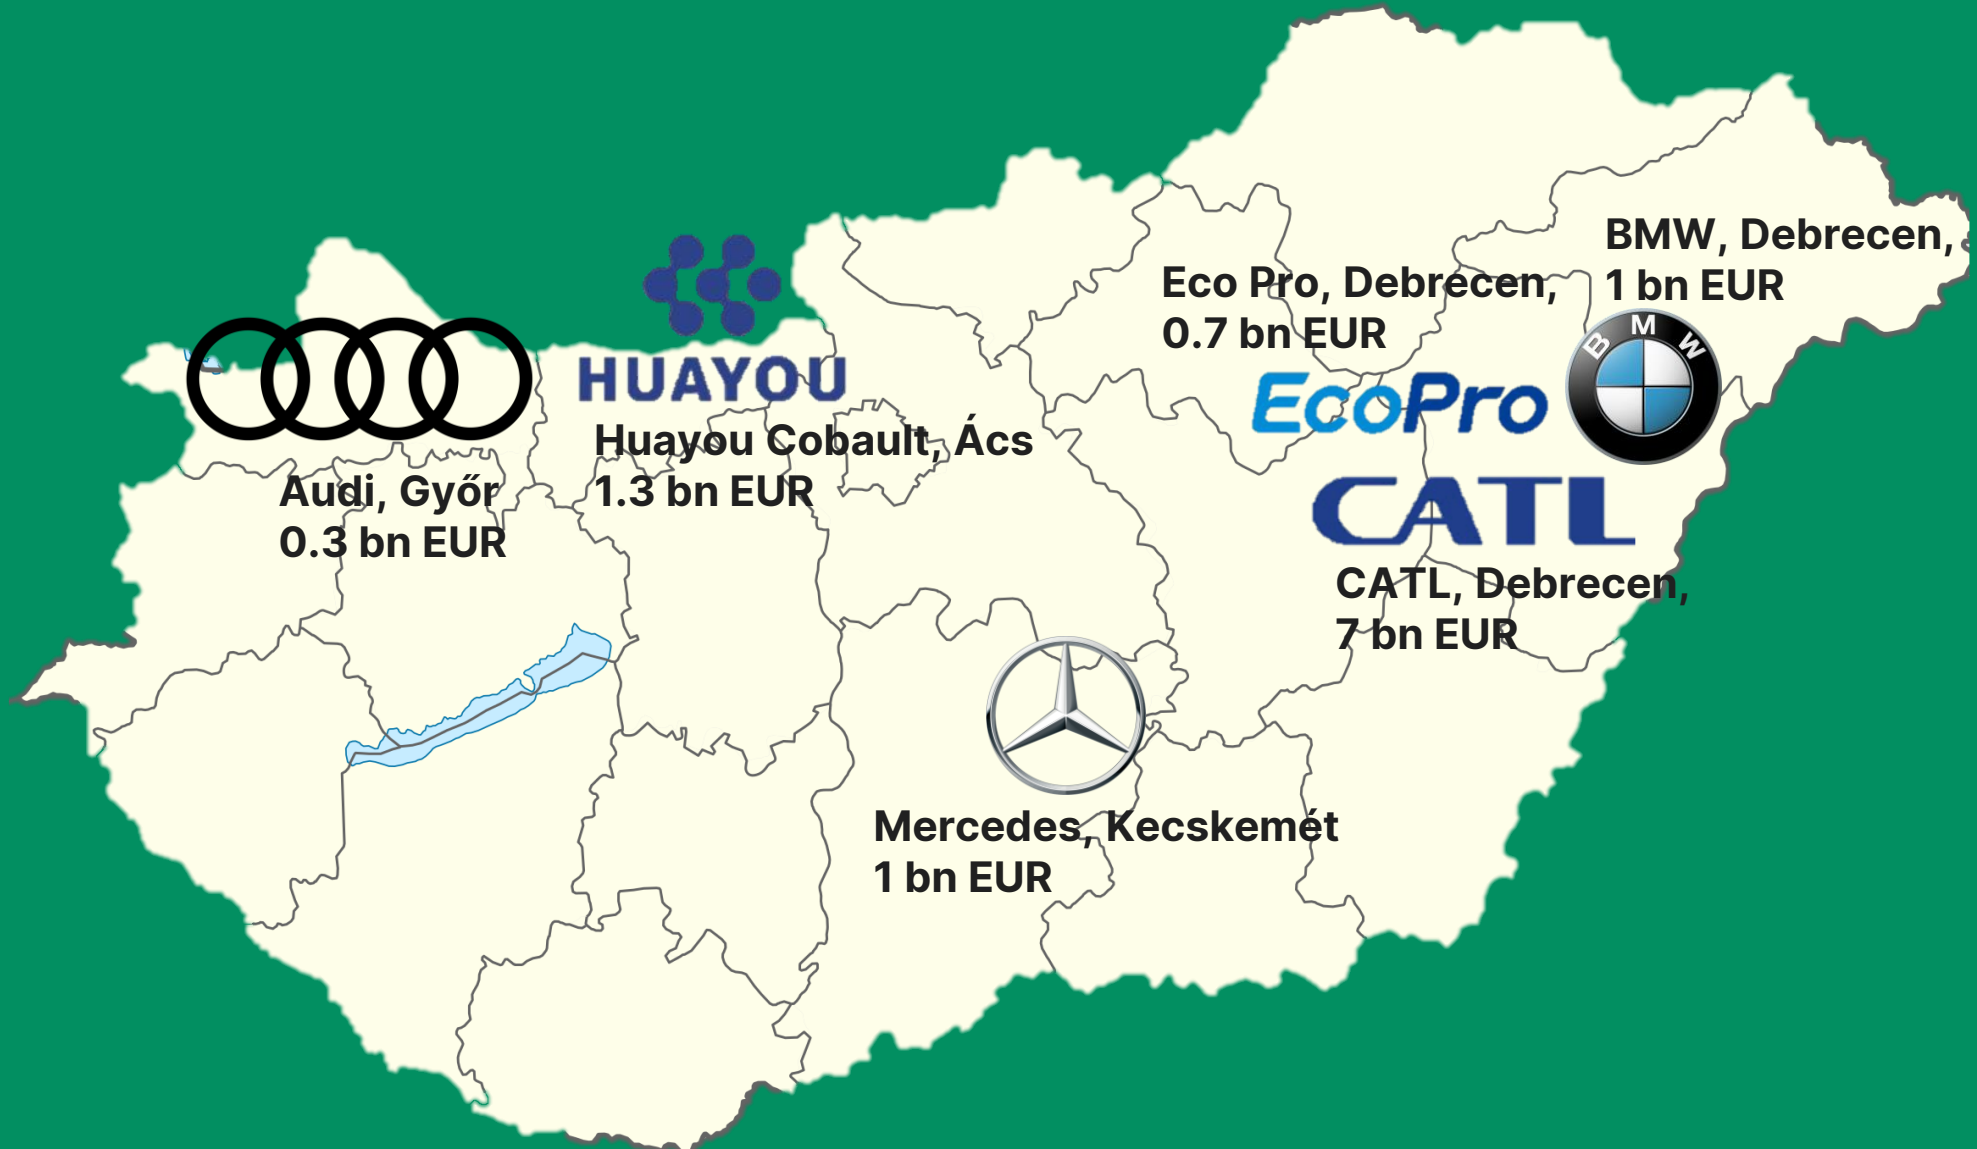 BMW, Debrecen,
1 bn EUR
Eco Pro, Debrecen,
0.7 bn EUR
BMW
HUAYOU
EcoPro
Huayou Cobault, Ács
1.3 bn EUR
Audi, Győr
0.3 bn EUR
CATL
CATL, Debrecen,
7 bn EUR
Mercedes, Kecskemét
1 bn EUR